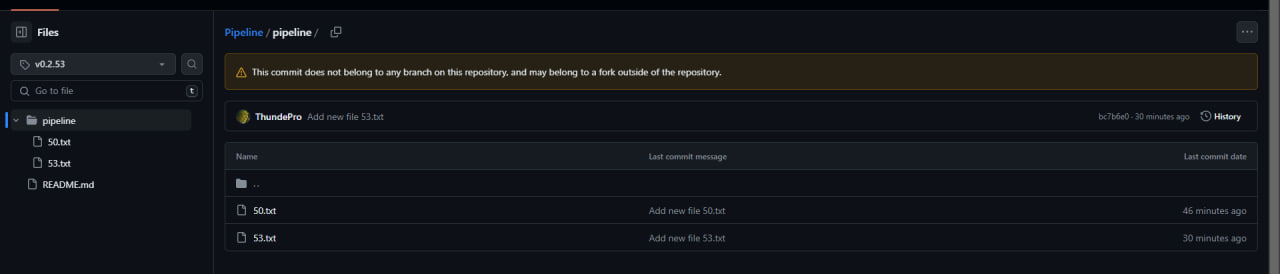 Files
v0.2.53
Go to file
t
pipeline
50.txt
53.txt
README.md
Pipeline / pipeline /
This commit does not belong to any branch on this repository, and may belong to a fork outside of the repository.
ThundePro Add new file 53.txt bc7b6e0 · 30 minutes ago History
Name Last commit message Last commit date
..
50.txt Add new file 50.txt 46 minutes ago
53.txt Add new file 53.txt 30 minutes ago